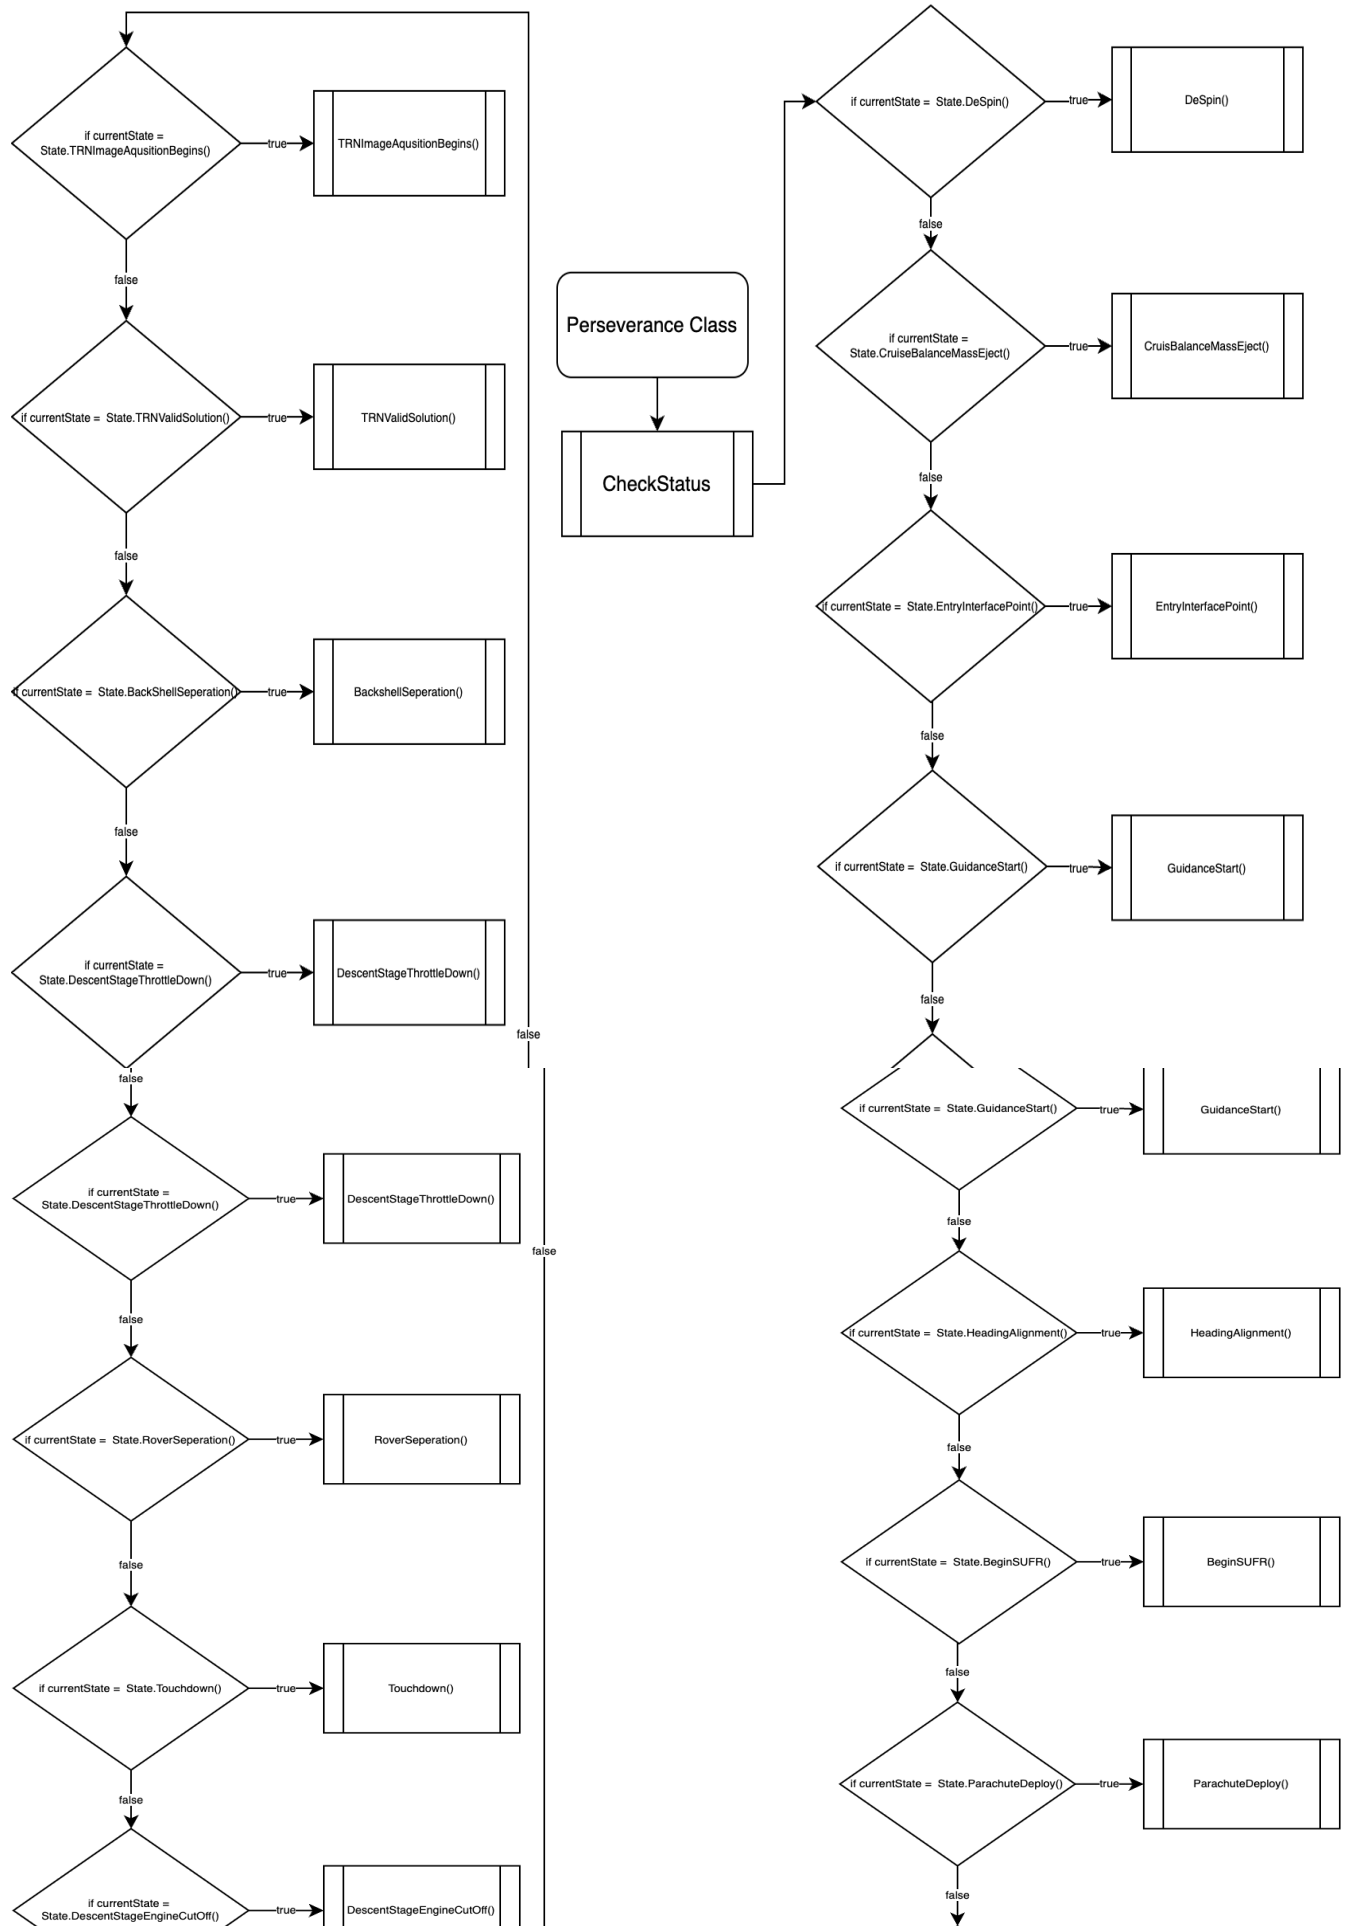 if currentState =
State.TRNImageAqusitionBegins()
true
TRNImageAqusitionBegins()
false
if currentState = State.TRNValidSolution()
true
TRNValidSolution()
false
if currentState = State.BackShellSeperation()
true
BackshellSeperation()
false
if currentState =
State.DescentStageThrottleDown()
true
DescentStageThrottleDown()
false
false
if currentState =
State.DescentStageThrottleDown()
true
DescentStageThrottleDown()
false
false
if currentState = State.RoverSeperation()
true
RoverSeperation()
false
if currentState = State.Touchdown()
true
Touchdown()
false
if currentState =
State.DescentStageEngineCutOff()
true
DescentStageEngineCutOff()
Perseverance Class
CheckStatus
if currentState = State.DeSpin()
true
DeSpin()
false
if currentState =
State.CruiseBalanceMassEject()
true
CruisBalanceMassEject()
false
if currentState = State.EntryInterfacePoint()
true
EntryInterfacePoint()
false
if currentState = State.GuidanceStart()
true
GuidanceStart()
false
if currentState = State.GuidanceStart()
true
GuidanceStart()
false
if currentState = State.HeadingAlignment()
true
HeadingAlignment()
false
if currentState = State.BeginSUFR()
true
BeginSUFR()
false
if currentState = State.ParachuteDeploy()
true
ParachuteDeploy()
false